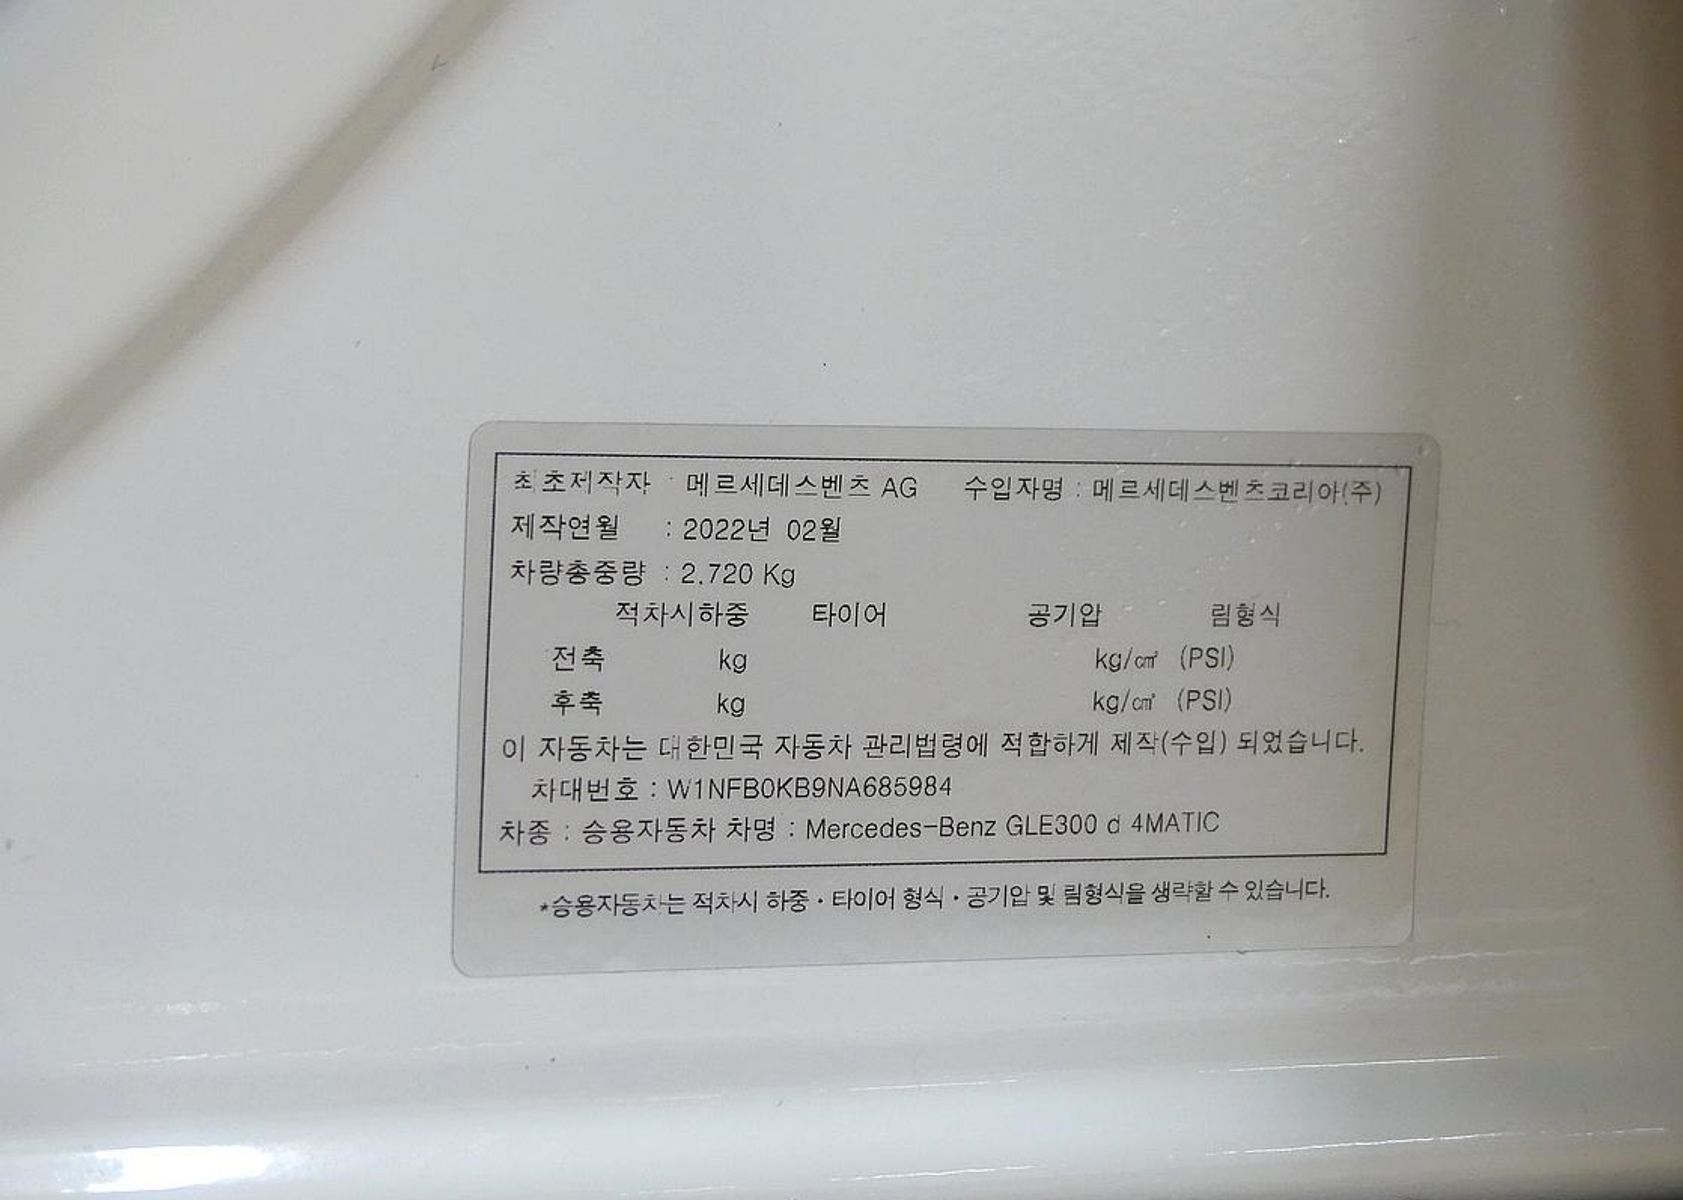 최초제작자 : 메르세데스벤츠 AG 수입자명 : 메르세데스벤츠코리아(주)
제작연월 : 2022년 02월
차량총중량 : 2.720 Kg
적차시하중 타이어 공기압 림형식
전축 kg kg/㎠ (PSI)
후축 kg kg/㎠ (PSI)
이 자동차는 대한민국 자동차 관리법령에 적합하게 제작(수입) 되었습니다.
차대번호 : W1NFB0KB9NA685984
차종 : 승용자동차 차명 : Mercedes-Benz GLE300 d 4MATIC
*승용자동차는 적차시 하중·타이어 형식·공기압 및 림형식을 생략할 수 있습니다.